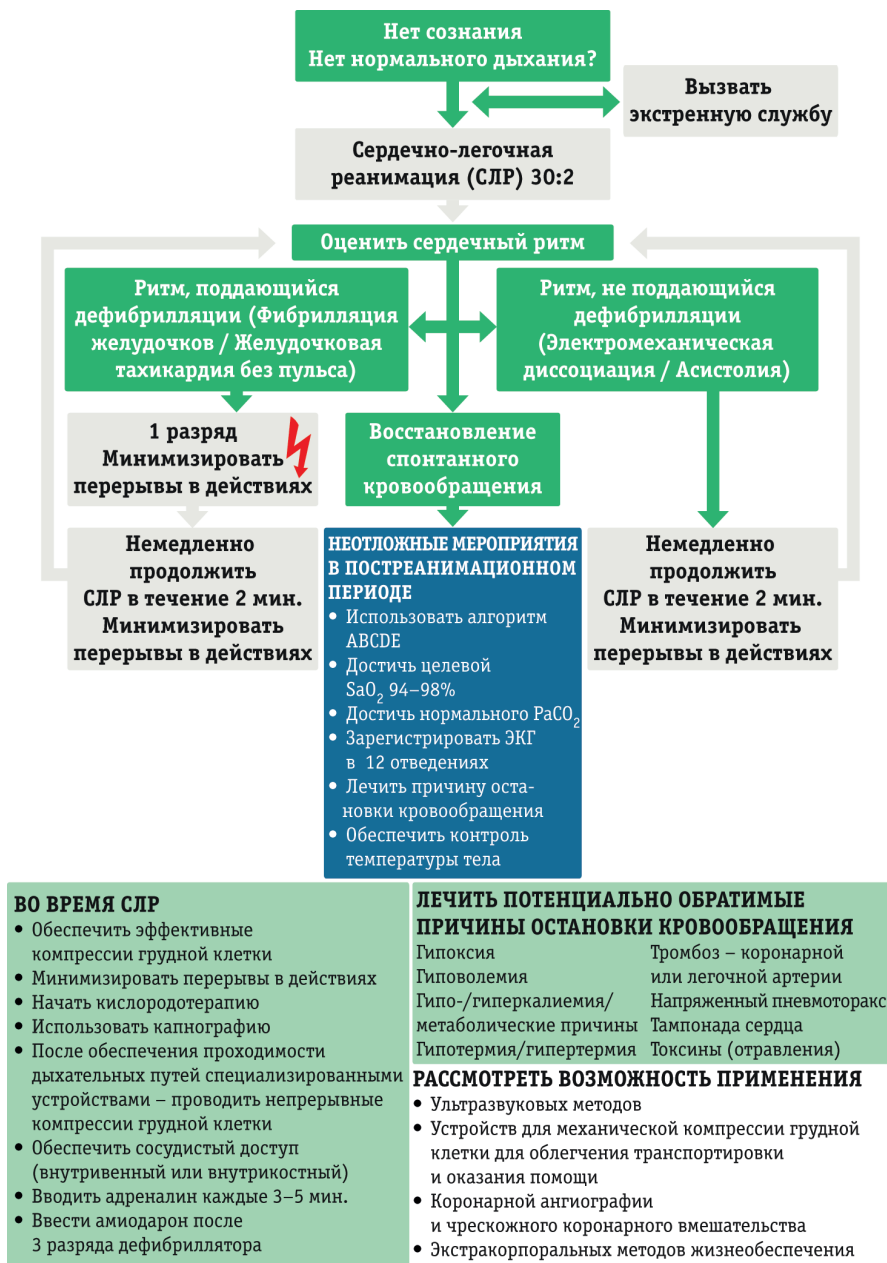 Нет сознания
Нет нормального дыхания?
Вызвать
экстренную службу
Сердечно-легочная
реанимация (СЛР) 30:2
Оценить сердечный ритм
Ритм, поддающийся
дефибрилляции (Фибрилляция
желудочков / Желудочковая
тахикардия без пульса)
Ритм, не поддающийся
дефибрилляции
(Электромеханическая
диссоциация / Асистолия)
1 разряд
Минимизировать
перерывы в действиях
Восстановление
спонтанного
кровообращения
Немедленно
продолжить
СЛР в течение 2 мин.
Минимизировать
перерывы в действиях
НЕОТЛОЖНЫЕ МЕРОПРИЯТИЯ
В ПОСТРЕАНИМАЦИОННОМ
ПЕРИОДЕ
• Использовать алгоритм
ABCDE
• Достичь целевой
SaO2 94–98%
• Достичь нормального PaCO2
• Зарегистрировать ЭКГ
в 12 отведениях
• Лечить причину оста-
новки кровообращения
• Обеспечить контроль
температуры тела
Немедленно
продолжить
СЛР в течение 2 мин.
Минимизировать
перерывы в действиях
ВО ВРЕМЯ СЛР
• Обеспечить эффективные
компрессии грудной клетки
• Минимизировать перерывы в действиях
• Начать кислородотерапию
• Использовать капнографию
• После обеспечения проходимости
дыхательных путей специализированными
устройствами – проводить непрерывные
компрессии грудной клетки
• Обеспечить сосудистый доступ
(внутривенный или внутрикостный)
• Вводить адреналин каждые 3–5 мин.
• Ввести амиодарон после
3 разряда дефибриллятора
ЛЕЧИТЬ ПОТЕНЦИАЛЬНО ОБРАТИМЫЕ
ПРИЧИНЫ ОСТАНОВКИ КРОВООБРАЩЕНИЯ
Гипоксия
Гиповолемия
Гипо-/гиперкалиемия/
метаболические причины
Гипотермия/гипертермия
Тромбоз – коронарной
или легочной артерии
Напряженный пневмоторакс
Тампонада сердца
Токсины (отравления)
РАССМОТРЕТЬ ВОЗМОЖНОСТЬ ПРИМЕНЕНИЯ
• Ультразвуковых методов
• Устройств для механической компрессии грудной
клетки для облегчения транспортировки
и оказания помощи
• Коронарной ангиографии
и чрескожного коронарного вмешательства
• Экстракорпоральных методов жизнеобеспечения